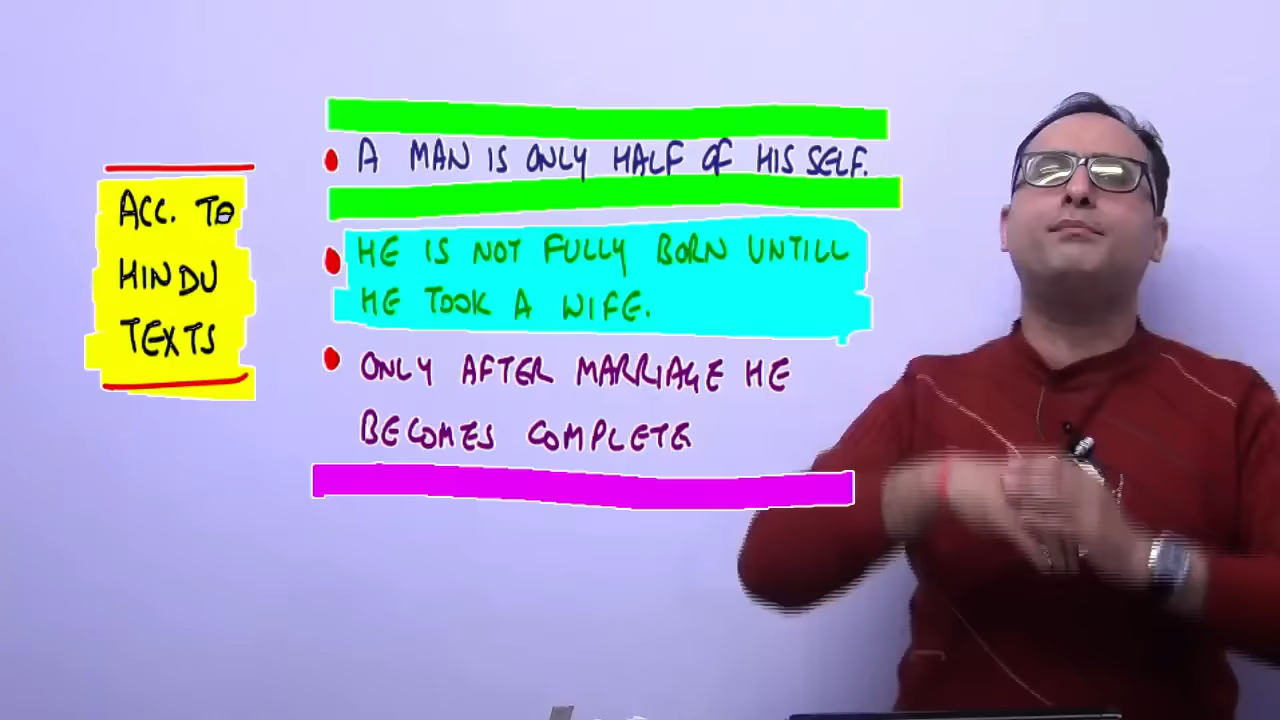 ACC. TO
HINDU
TEXTS
A MAN IS ONLY HALF OF HIS SELF.
HE IS NOT FULLY BORN UNTILL
HE TOOK A WIFE.
ONLY AFTER MARRIAGE HE
BECOMES COMPLETE